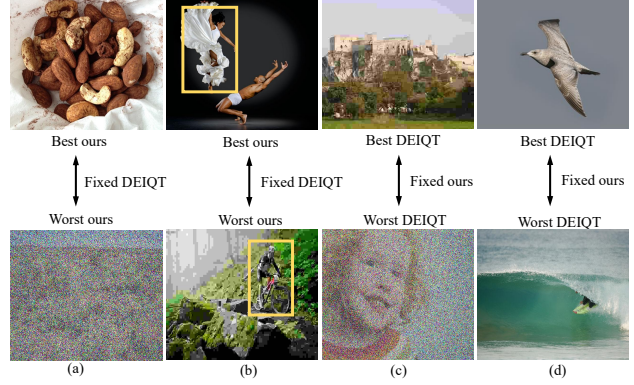 Best ours
Best ours
Best DEIQT
Best DEIQT
Fixed DEIQT
Fixed DEIQT
Fixed ours
Fixed ours
Worst ours
Worst ours
Worst DEIQT
Worst DEIQT
(a)
(b)
(c)
(d)